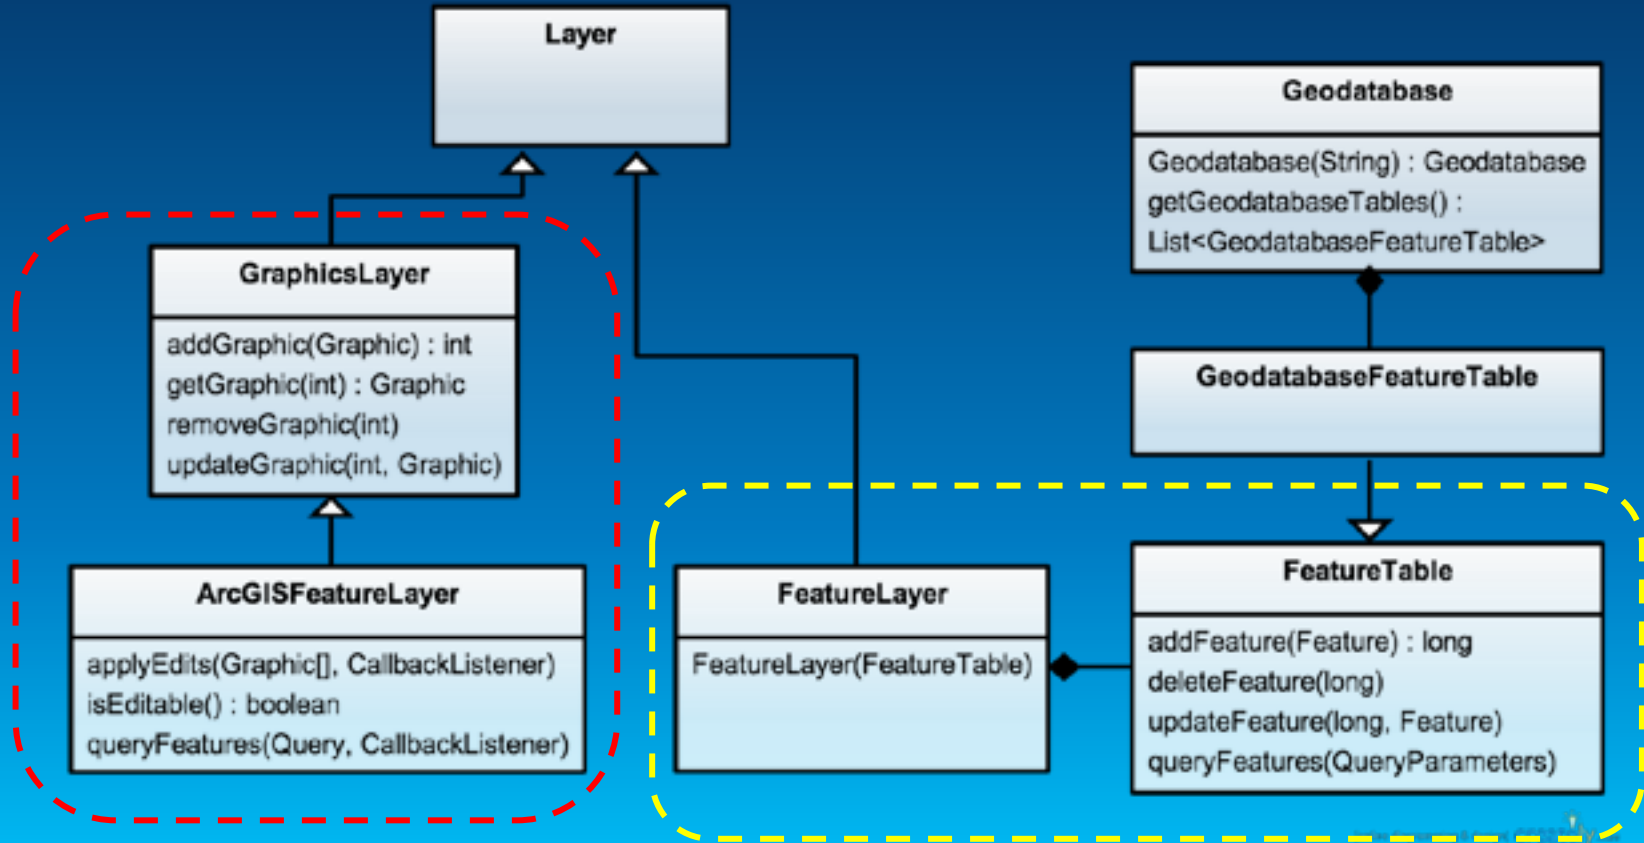 Layer
Geodatabase
Geodatabase(String) : Geodatabase
getGeodatabaseTables() :
List<GeodatabaseFeatureTable>
GraphicsLayer
addGraphic(Graphic) : int
getGraphic(int) : Graphic
removeGraphic(int)
updateGraphic(int, Graphic)
GeodatabaseFeatureTable
ArcGISFeatureLayer
applyEdits(Graphic[], CallbackListener)
isEditable() : boolean
queryFeatures(Query, CallbackListener)
FeatureLayer
FeatureLayer(FeatureTable)
FeatureTable
addFeature(Feature) : long
deleteFeature(long)
updateFeature(long, Feature)
queryFeatures(QueryParameters)